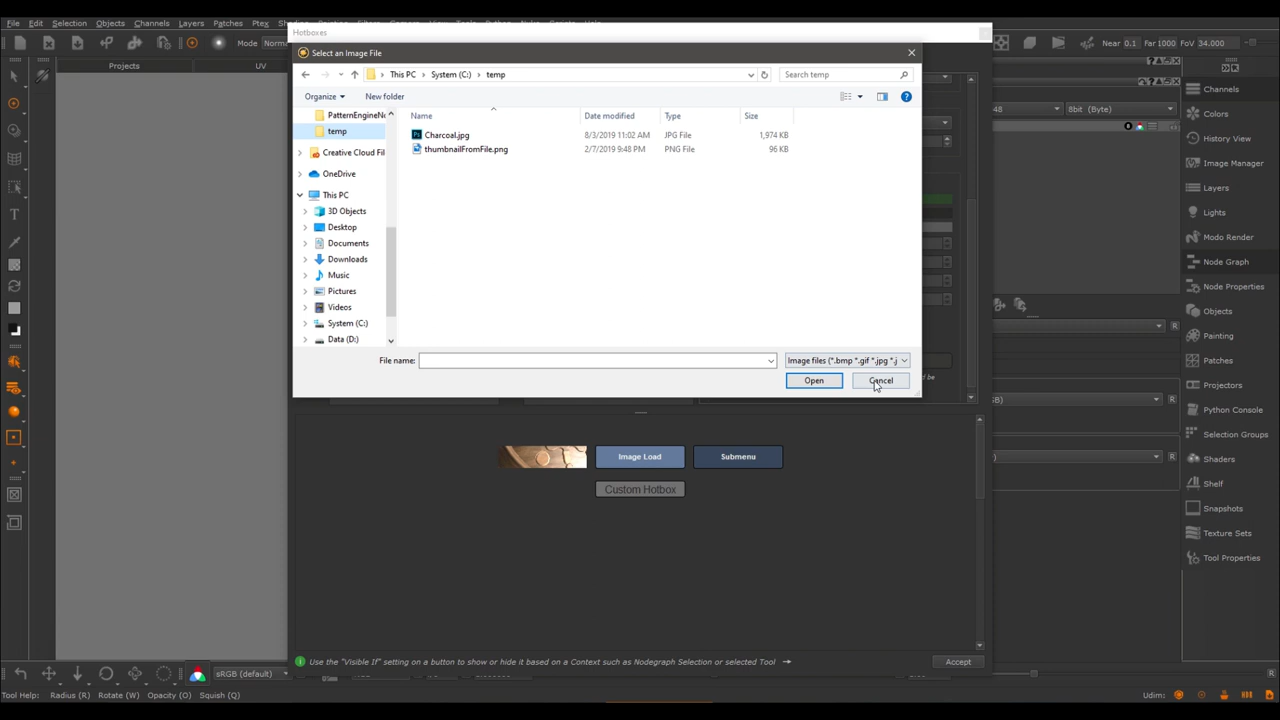 File Edit Selection Objects Channels Layers Patches Ptex
Hotboxes
Mode
Near 0.1 Far 1000 FoV 34.000
Projects UV
Select an Image File
This PC > System (C:) > temp
Search temp
Organize New folder
Name Date modified Type Size
Charcoal.jpg 8/3/2019 11:02 AM JPG File 1,974 KB
thumbnailFromFile.png 2/7/2019 9:48 PM PNG File 96 KB
PatternEngineNo
temp
Creative Cloud Fil
OneDrive
This PC
3D Objects
Desktop
Documents
Downloads
Music
Pictures
Videos
System (C:)
Data (D:)
File name:
Image files (*.bmp *.gif *.jpg *.j
Open Cancel
48 8bit (Byte)
Image Load Submenu
Custom Hotbox
Use the "Visible If" setting on a button to show or hide it based on a Context such as Nodegraph Selection or selected Tool
Accept
Channels
Colors
History View
Image Manager
Layers
Lights
Modo Render
Node Graph
Node Properties
Objects
Painting
Patches
Projectors
Python Console
Selection Groups
Shaders
Shelf
Snapshots
Texture Sets
Tool Properties
R
R
R
sRGB (default)
R
Tool Help: Radius (R) Rotate (W) Opacity (O) Squish (Q)
Udim: